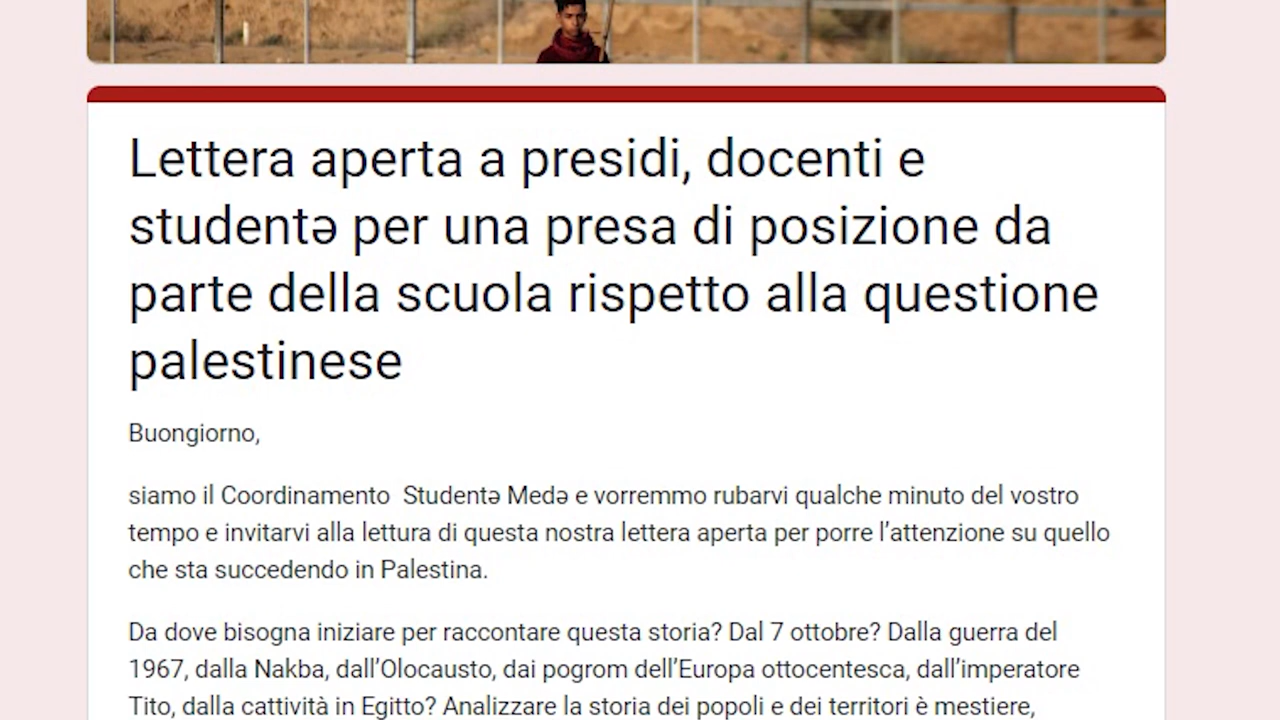 Lettera aperta a presidi, docenti e
studentə per una presa di posizione da
parte della scuola rispetto alla questione
palestinese
Buongiorno,
siamo il Coordinamento  Studentə Medə e vorremmo rubarvi qualche minuto del vostro
tempo e invitarvi alla lettura di questa nostra lettera aperta per porre l’attenzione su quello
che sta succedendo in Palestina.
Da dove bisogna iniziare per raccontare questa storia? Dal 7 ottobre? Dalla guerra del
1967, dalla Nakba, dall’Olocausto, dai pogrom dell’Europa ottocentesca, dall’imperatore
Tito, dalla cattività in Egitto? Analizzare la storia dei popoli e dei territori è mestiere,